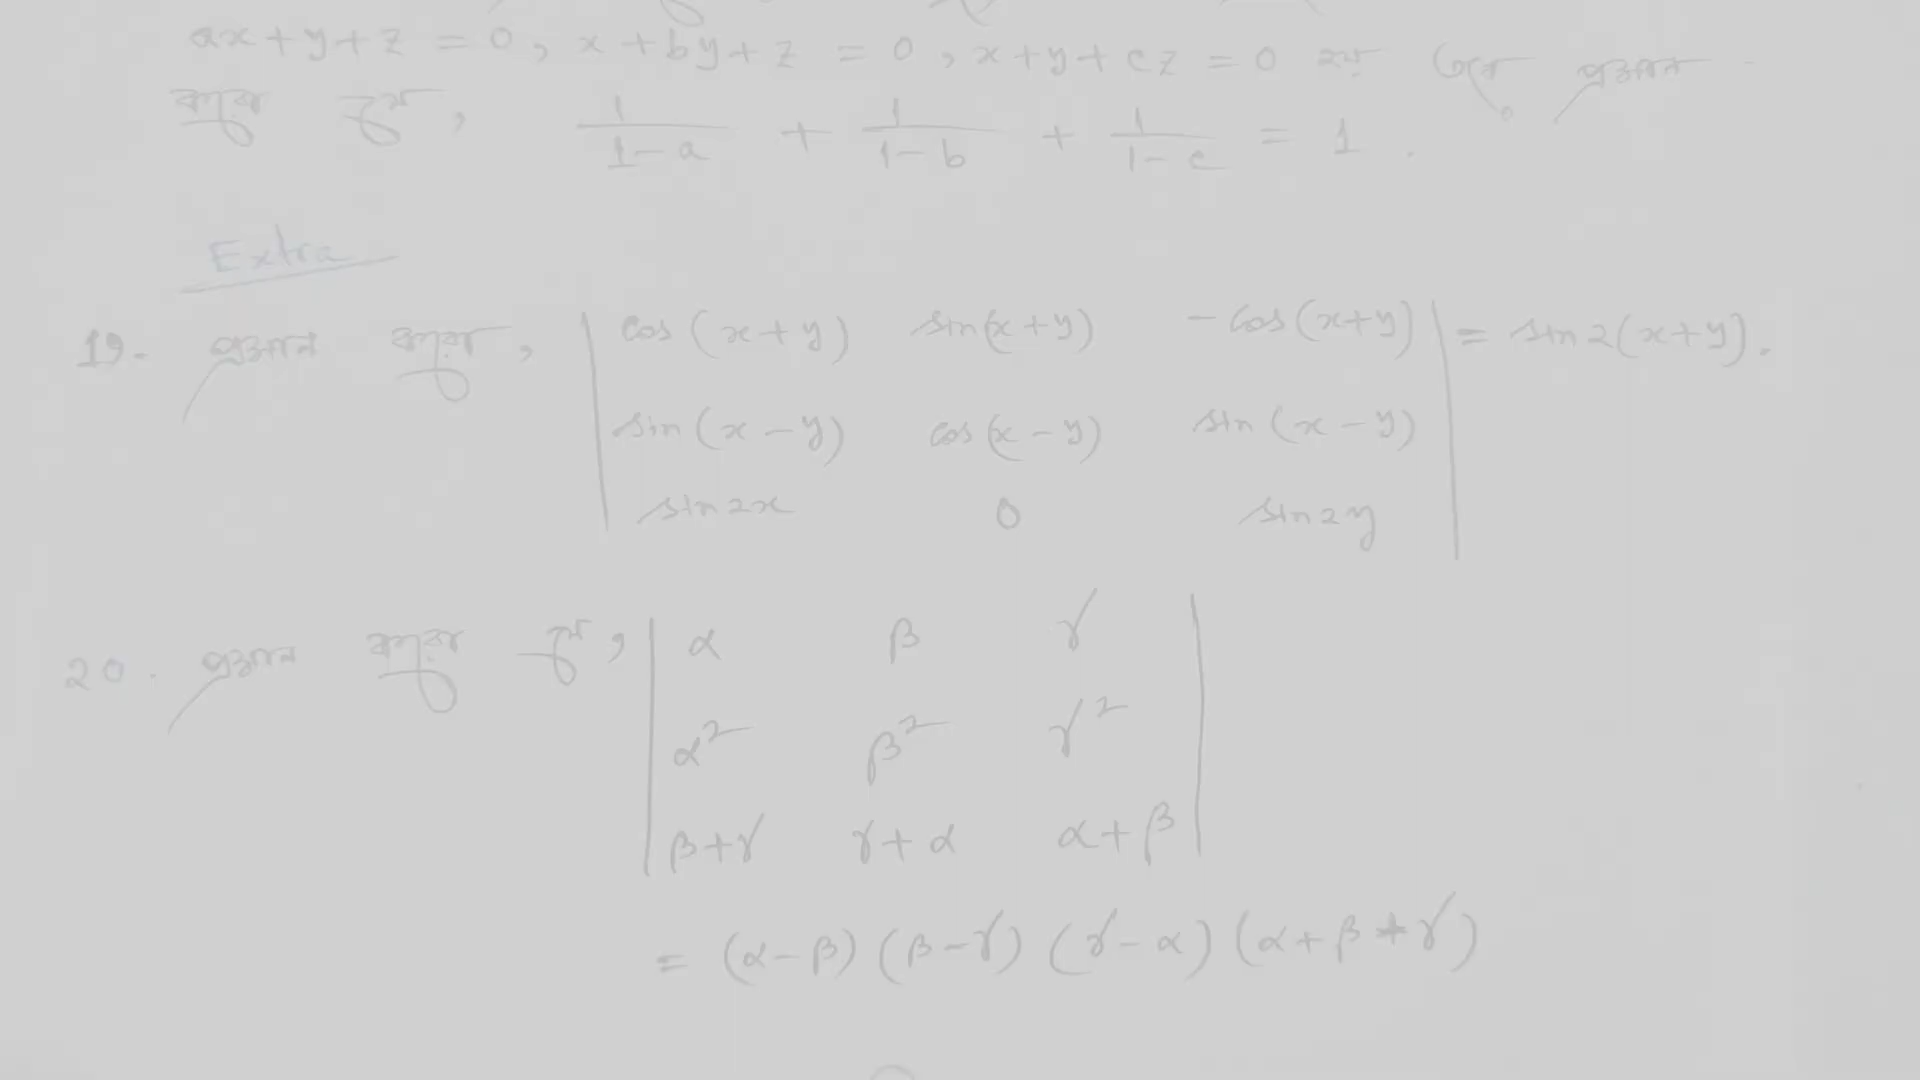 ax + y + z = 0, x + by + z = 0, x + y + cz = 0 হয় তবে প্রমাণ
কর যে, 1/(1-a) + 1/(1-b) + 1/(1-c) = 1.
Extra
19. প্রমাণ কর, | cos(x+y) sin(x+y) -cos(x+y) | = sin2(x+y).
sin(x-y) cos(x-y) sin(x-y)
sin2x 0 sin2y
20. প্রমাণ কর যে, | α β γ |
α² β² γ²
β+γ γ+α α+β
= (α-β)(β-γ)(γ-α)(α+β+γ)